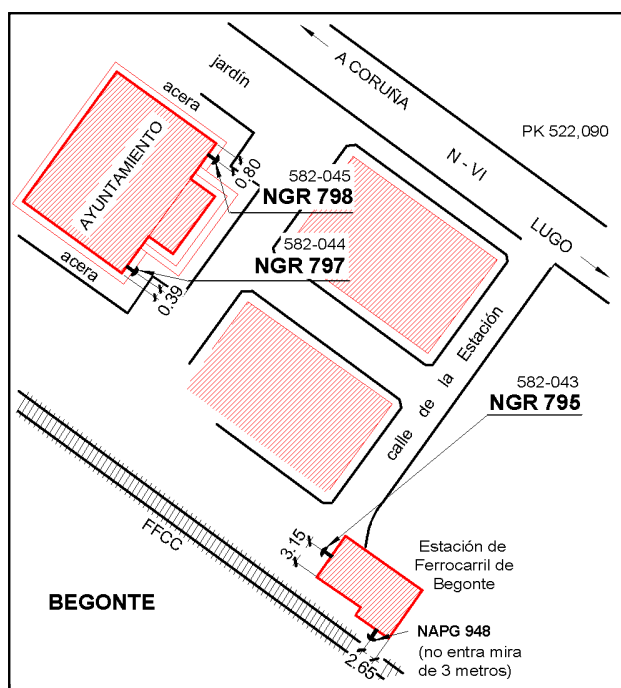 jardín
A CORUÑA
acera
PK 522,090
N - VI
AYUNTAMIENTO
0.80
582-045
NGR 798
LUGO
582-044
NGR 797
acera
0.39
calle de la Estación
582-043
NGR 795
FFCC
3.15
Estación de
Ferrocarril de
Begonte
BEGONTE
NAPG 948
(no entra mira
de 3 metros)
2.65